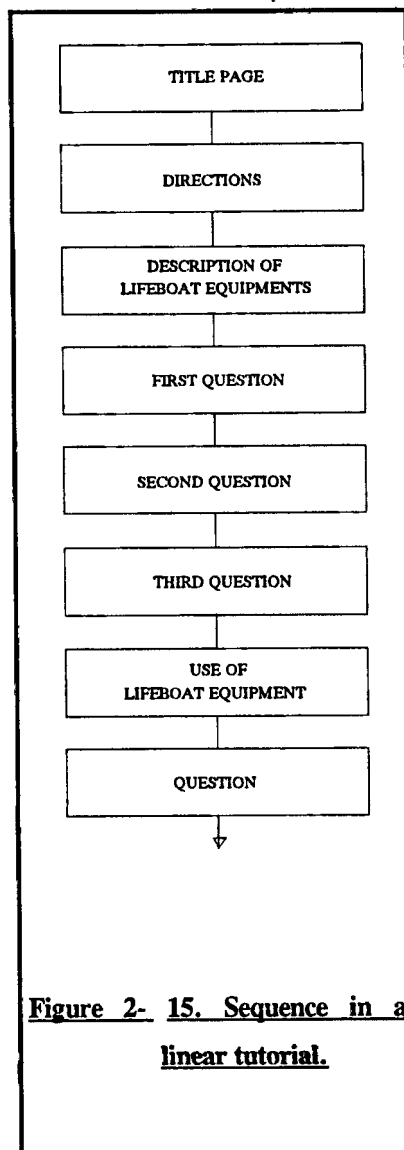 TITLE PAGE
DIRECTIONS
DESCRIPTION OF
LIFEBOAT EQUIPMENTS
FIRST QUESTION
SECOND QUESTION
THIRD QUESTION
USE OF
LIFEBOAT EQUIPMENT
QUESTION
Figure 2- 15. Sequence in a
linear tutorial.